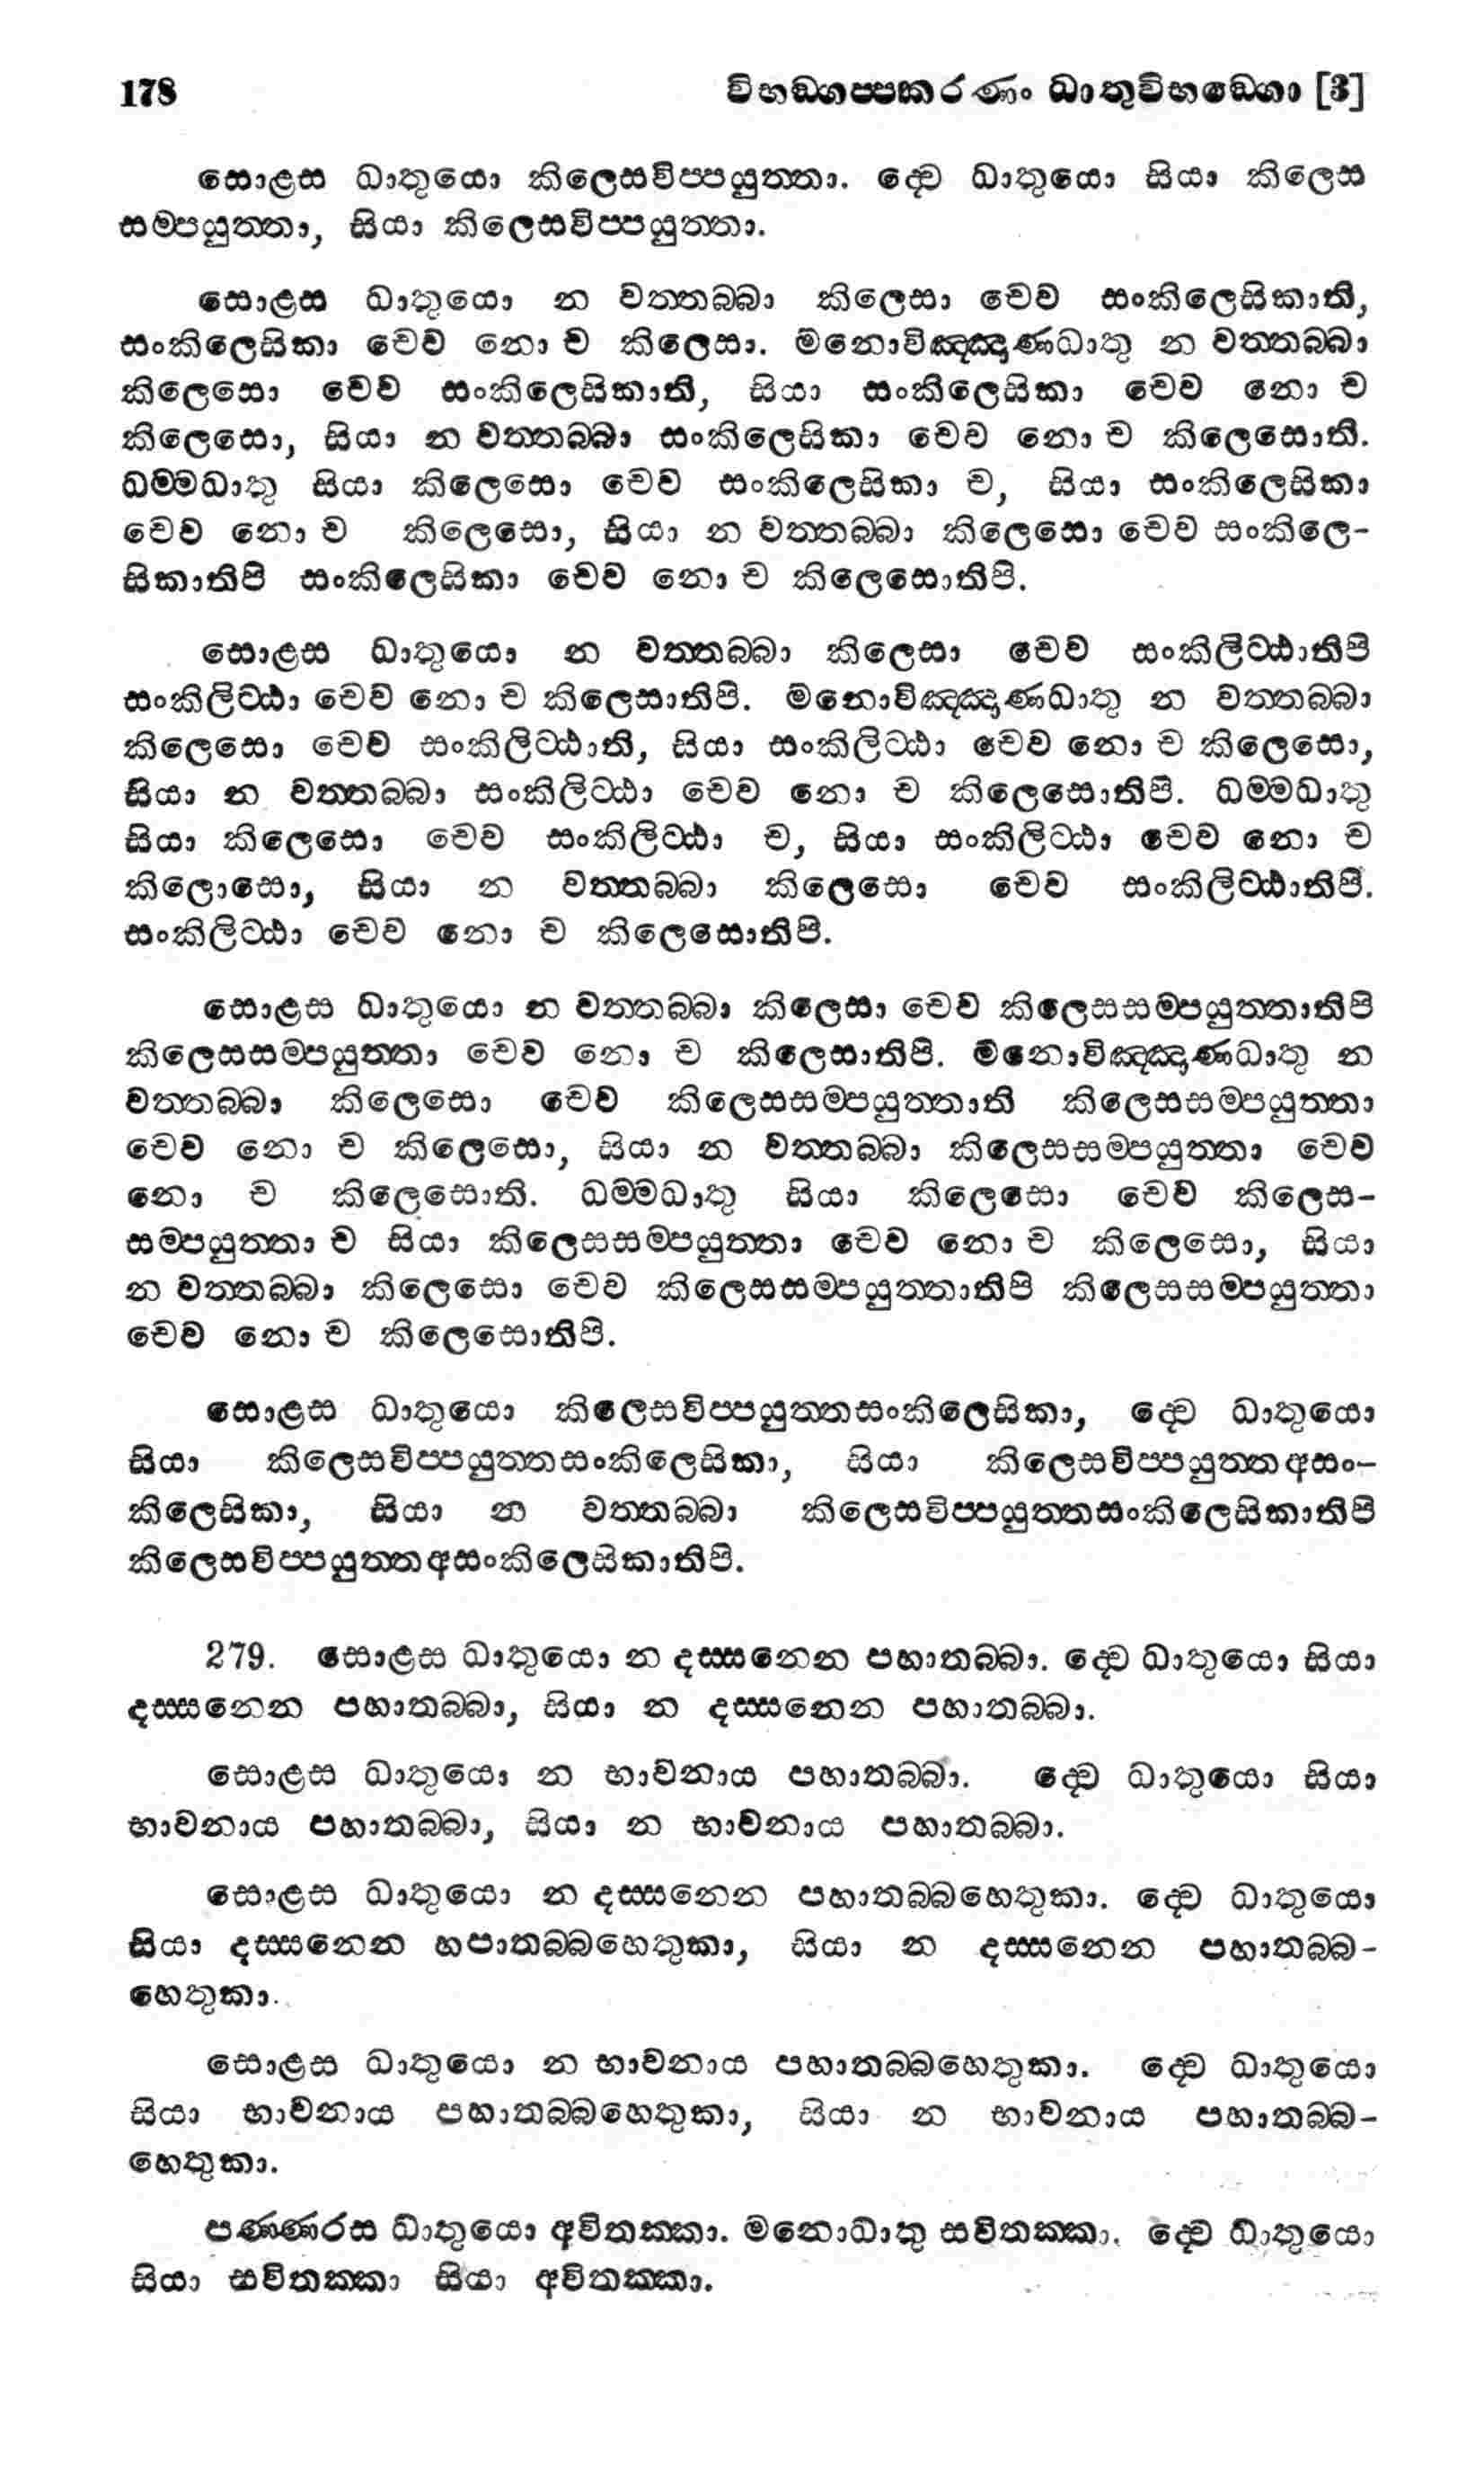 178 විභඞ්ගප්පකරණං ධාතුවිභඞ්ගො [3]
සොළස ධාතුයො කිලෙසවිප්පයුත්තා. ද්වෙ ධාතුයො සියා කිලෙස
සම්පයුත්තා, සියා කිලෙසවිප්පයුත්තා.
සොළස ධාතුයො න වත්තබ්බා කිලෙසා චෙව සංකිලෙසිකාති,
සංකිලෙසිකා චෙව නො ච කිලෙසා. මනොවිඤ්ඤාණධාතු න වත්තබ්බා
කිලෙසො චෙව සංකිලෙසිකාති, සියා සංකිලෙසිකා චෙව නො ච
කිලෙසො, සියා න වත්තබ්බා සංකිලෙසිකා චෙව නො ච කිලෙසොති.
ධම්මධාතු සියා කිලෙසො චෙව සංකිලෙසිකා ච, සියා සංකිලෙසිකා
චෙව නො ච කිලෙසො, සියා න වත්තබ්බා කිලෙසො චෙව සංකිලෙ-
සිකාතිපි සංකිලෙසිකා චෙව නො ච කිලෙසොතිපි.
සොළස ධාතුයො න වත්තබ්බා කිලෙසා චෙව සංකිලිට්ඨාතිපි
සංකිලිට්ඨා චෙව නො ච කිලෙසාතිපි. මනොවිඤ්ඤාණධාතු න වත්තබ්බා
කිලෙසො චෙව සංකිලිට්ඨාති, සියා සංකිලිට්ඨා චෙව නො ච කිලෙසො,
සියා න වත්තබ්බා සංකිලිට්ඨා චෙව නො ච කිලෙසොතිපි. ධම්මධාතු
සියා කිලෙසො චෙව සංකිලිට්ඨා ච, සියා සංකිලිට්ඨා චෙව නො ච
කිලොසො, සියා න වත්තබ්බා කිලෙසො චෙව සංකිලිට්ඨාතිපි.
සංකිලිට්ඨා චෙව නො ච කිලෙසොතිපි.
සොළස ධාතුයො න වත්තබ්බා කිලෙසා චෙව කිලෙසසම්පයුත්තාතිපි
කිලෙසසම්පයුත්තා චෙව නො ච කිලෙසාතිපි. මනොවිඤ්ඤාණධාතු න
වත්තබ්බා කිලෙසො චෙව කිලෙසසම්පයුත්තාති කිලෙසසම්පයුත්තා
චෙව නො ච කිලෙසො, සියා න වත්තබ්බා කිලෙසසම්පයුත්තා චෙව
නො ච කිලෙසොති. ධම්මධාතු සියා කිලෙසො චෙව කිලෙස-
සම්පයුත්තා ච සියා කිලෙසසම්පයුත්තා චෙව නො ච කිලෙසො, සියා
න වත්තබ්බා කිලෙසො චෙව කිලෙසසම්පයුත්තාතිපි කිලෙසසම්පයුත්තා
චෙව නො ච කිලෙසොතිපි.
සොළස ධාතුයො කිලෙසවිප්පයුත්තසංකිලෙසිකා, ද්වෙ ධාතුයො
සියා කිලෙසවිප්පයුත්තසංකිලෙසිකා, සියා කිලෙසවිප්පයුත්තඅසං-
කිලෙසිකා, සියා න වත්තබ්බා කිලෙසවිප්පයුත්තසංකිලෙසිකාතිපි
කිලෙසවිප්පයුත්තඅසංකිලෙසිකාතිපි.
279. සොළස ධාතුයො න දස්සනෙන පහාතබ්බා. ද්වෙ ධාතුයො සියා
දස්සනෙන පහාතබ්බා, සියා න දස්සනෙන පහාතබ්බා.
සොළස ධාතුයො න භාවනාය පහාතබ්බා. ද්වෙ ධාතුයො සියා
භාවනාය පහාතබ්බා, සියා න භාවනාය පහාතබ්බා.
සොළස ධාතුයො න දස්සනෙන පහාතබ්බහෙතුකා. ද්වෙ ධාතුයො
සියා දස්සනෙන හපාතබ්බහෙතුකා, සියා න දස්සනෙන පහාතබ්බ-
හෙතුකා.
සොළස ධාතුයො න භාවනාය පහාතබ්බහෙතුකා. ද්වෙ ධාතුයො
සියා භාවනාය පහාතබ්බහෙතුකා, සියා න භාවනාය පහාතබ්බ-
හෙතුකා.
පණ්ණරස ධාතුයො අවිතක්කා. මනොධාතු සවිතක්කා. ද්වෙ ධාතුයො
සියා සවිතක්කා සියා අවිතක්කා.